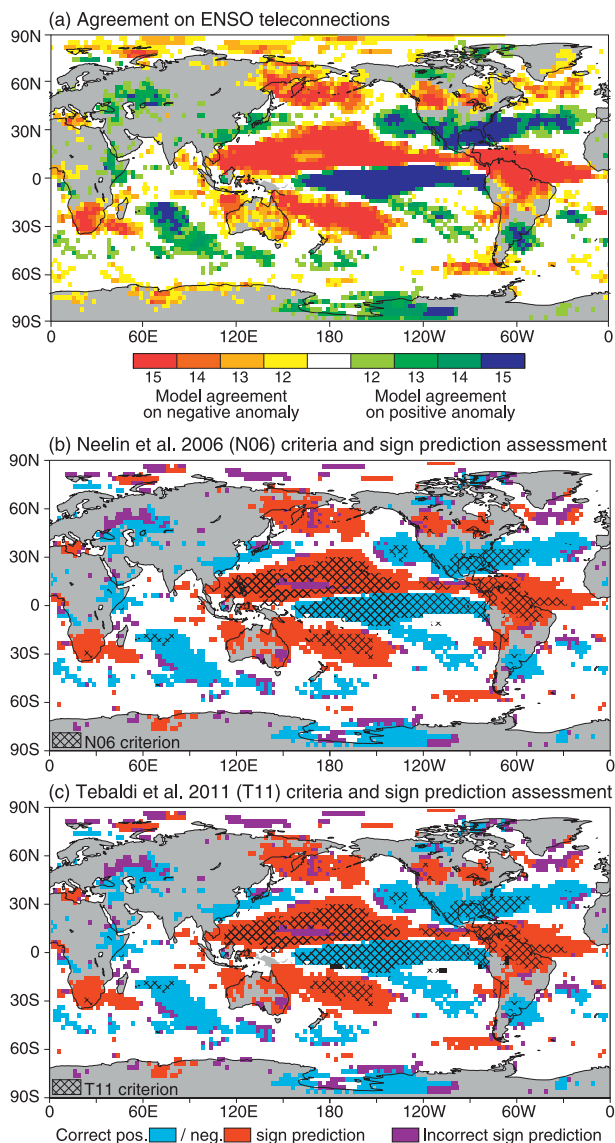 (a) Agreement on ENSO teleconnections
90N
60N
30N
0
30S
60S
90S
0 60E 120E 180 120W 60W 0
15 14 13 12 12 13 14 15
Model agreement on negative anomaly
Model agreement on positive anomaly
(b) Neelin et al. 2006 (N06) criteria and sign prediction assessment
90N
60N
30N
0
30S
60S
90S
N06 criterion
0 60E 120E 180 120W 60W 0
(c) Tebaldi et al. 2011 (T11) criteria and sign prediction assessment
90N
60N
30N
0
30S
60S
90S
T11 criterion
0 60E 120E 180 120W 60W 0
Correct pos. / neg. sign prediction Incorrect sign prediction